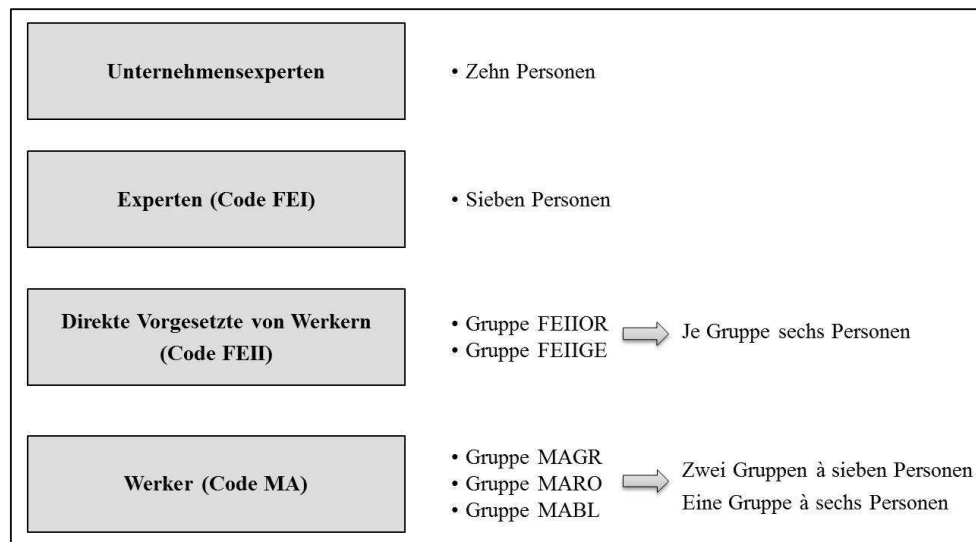 Unternehmensexperten
• Zehn Personen
Experten (Code FEI)
• Sieben Personen
Direkte Vorgesetzte von Werkern
(Code FEII)
• Gruppe FEIIOR
• Gruppe FEIIGE
Je Gruppe sechs Personen
Werker (Code MA)
• Gruppe MAGR
• Gruppe MARO
• Gruppe MABL
Zwei Gruppen à sieben Personen
Eine Gruppe à sechs Personen